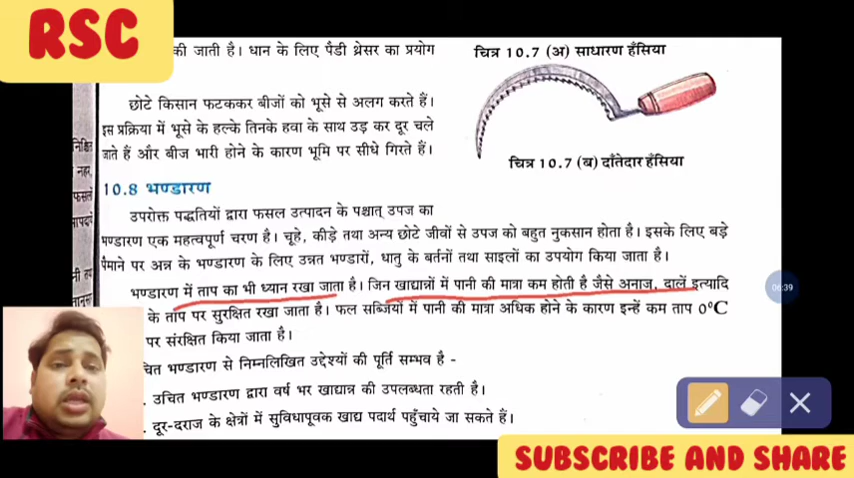 RSC
की जाती है। धान के लिए पैडी थ्रेसर का प्रयोग
चित्र 10.7 (अ) साधारण हँसिया
छोटे किसान फटककर बीजों को भूसे से अलग करते हैं।
इस प्रक्रिया में भूसे के हल्के तिनके हवा के साथ उड़ कर दूर चले
जाते हैं और बीज भारी होने के कारण भूमि पर सीधे गिरते हैं।
चित्र 10.7 (ब) दाँतेदार हँसिया
निश्चित
नहर,
फसलें
10.8 भण्डारण
उपरोक्त पद्धतियों द्वारा फसल उत्पादन के पश्चात् उपज का
भण्डारण एक महत्वपूर्ण चरण है। चूहे, कीड़े तथा अन्य छोटे जीवों से उपज को बहुत नुकसान होता है। इसके लिए बड़े
पैमाने पर अन्न के भण्डारण के लिए उन्नत भण्डारों, धातु के बर्तनों तथा साइलों का उपयोग किया जाता है।
भण्डारण में ताप का भी ध्यान रखा जाता है। जिन खाद्यान्नों में पानी की मात्रा कम होती है जैसे अनाज, दालें इत्यादि
के ताप पर सुरक्षित रखा जाता है। फल सब्जियों में पानी की मात्रा अधिक होने के कारण इन्हें कम ताप 0°C
पर संरक्षित किया जाता है।
चित भण्डारण से निम्नलिखित उद्देश्यों की पूर्ति सम्भव है -
. उचित भण्डारण द्वारा वर्ष भर खाद्यान्न की उपलब्धता रहती है।
. दूर-दराज के क्षेत्रों में सुविधापूवक खाद्य पदार्थ पहुँचाये जा सकते हैं।
06:39
SUBSCRIBE AND SHARE